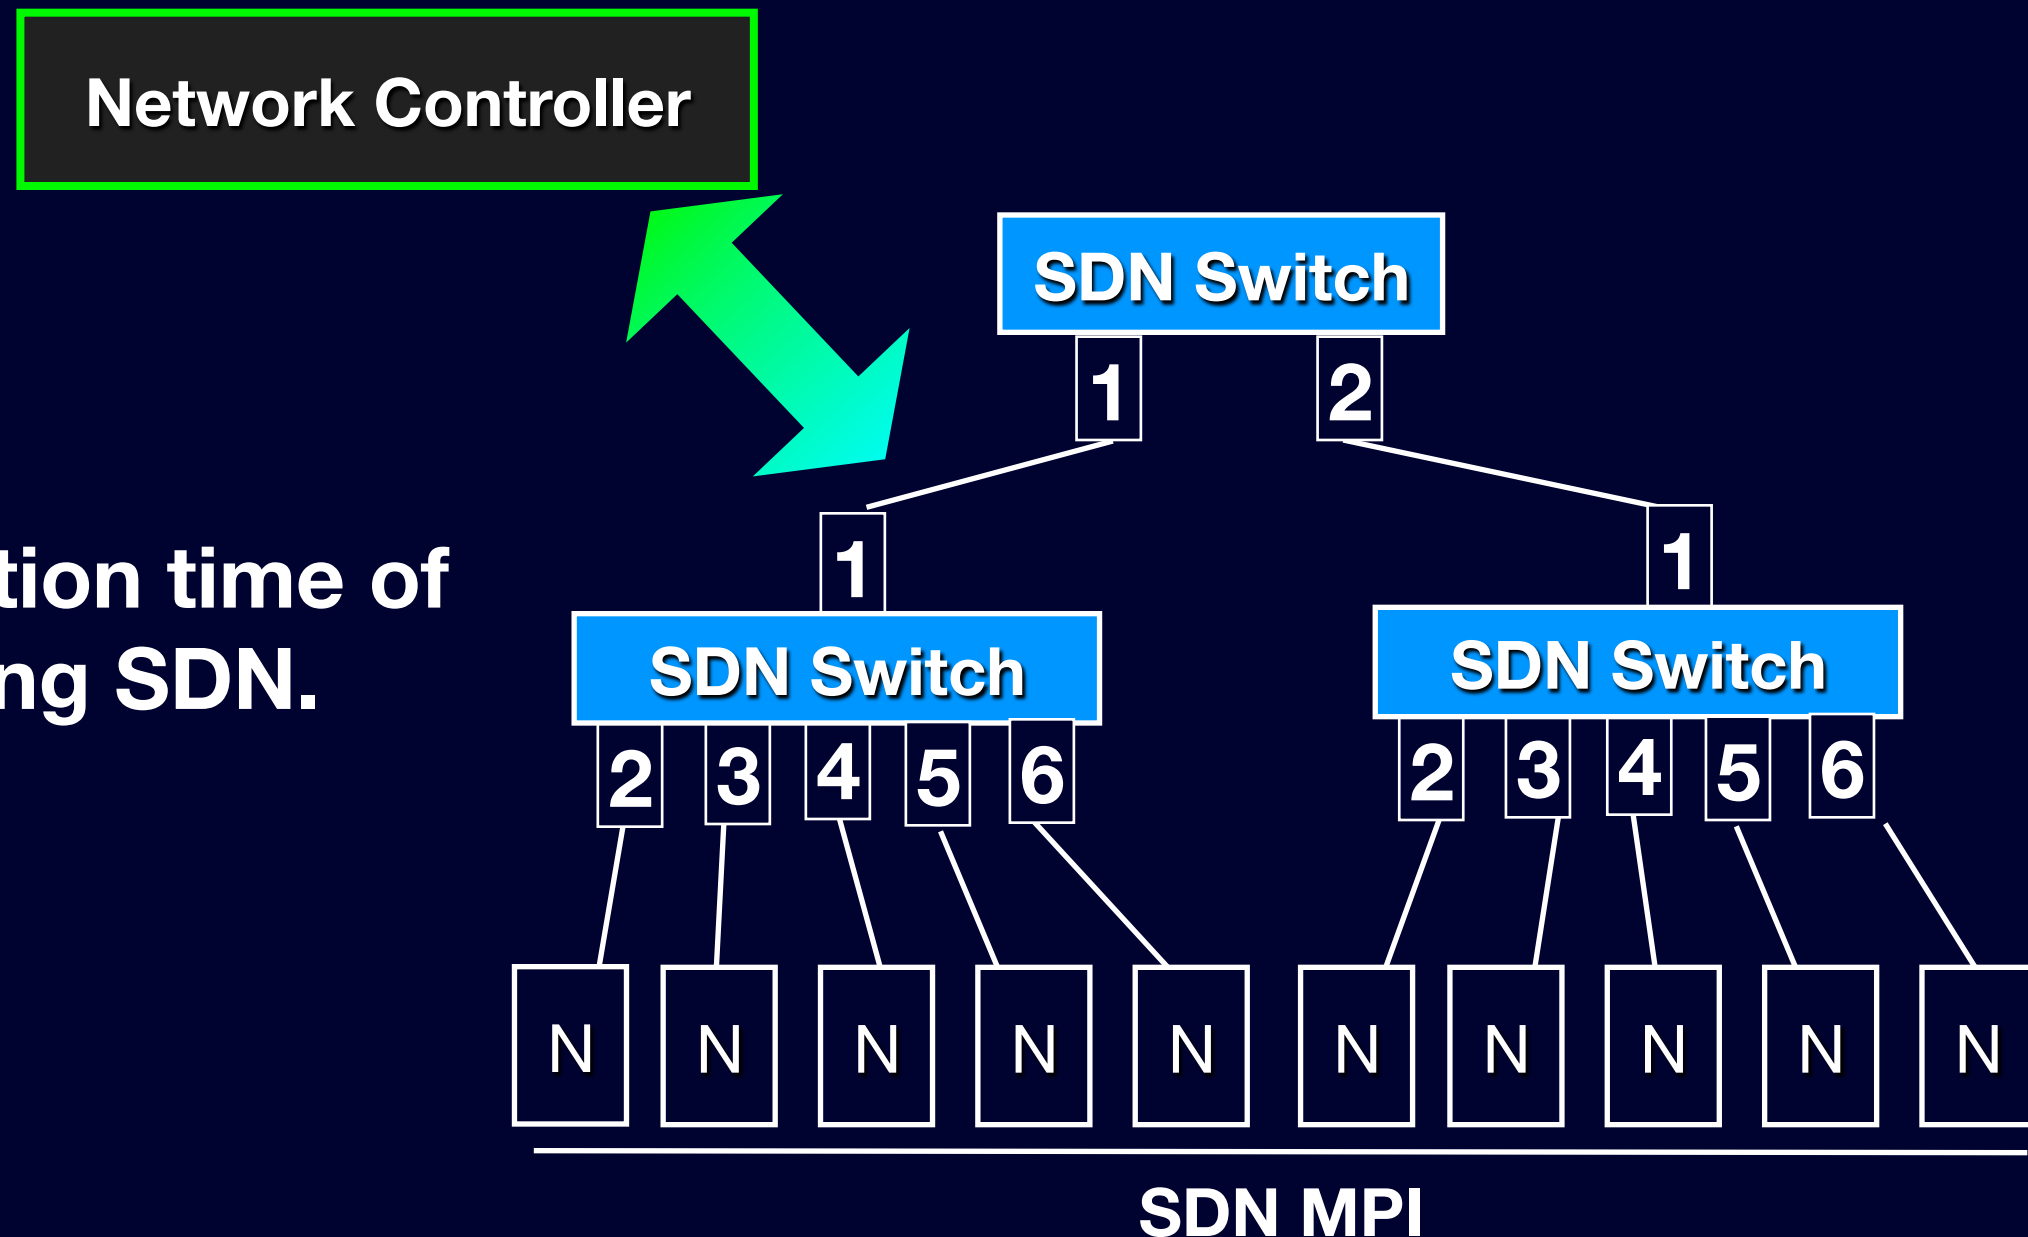 Network Controller
SDN Switch
1 2
tion time of
ng SDN.
1 1
SDN Switch SDN Switch
2 3 4 5 6 2 3 4 5 6
N N N N N N N N N N
SDN MPI